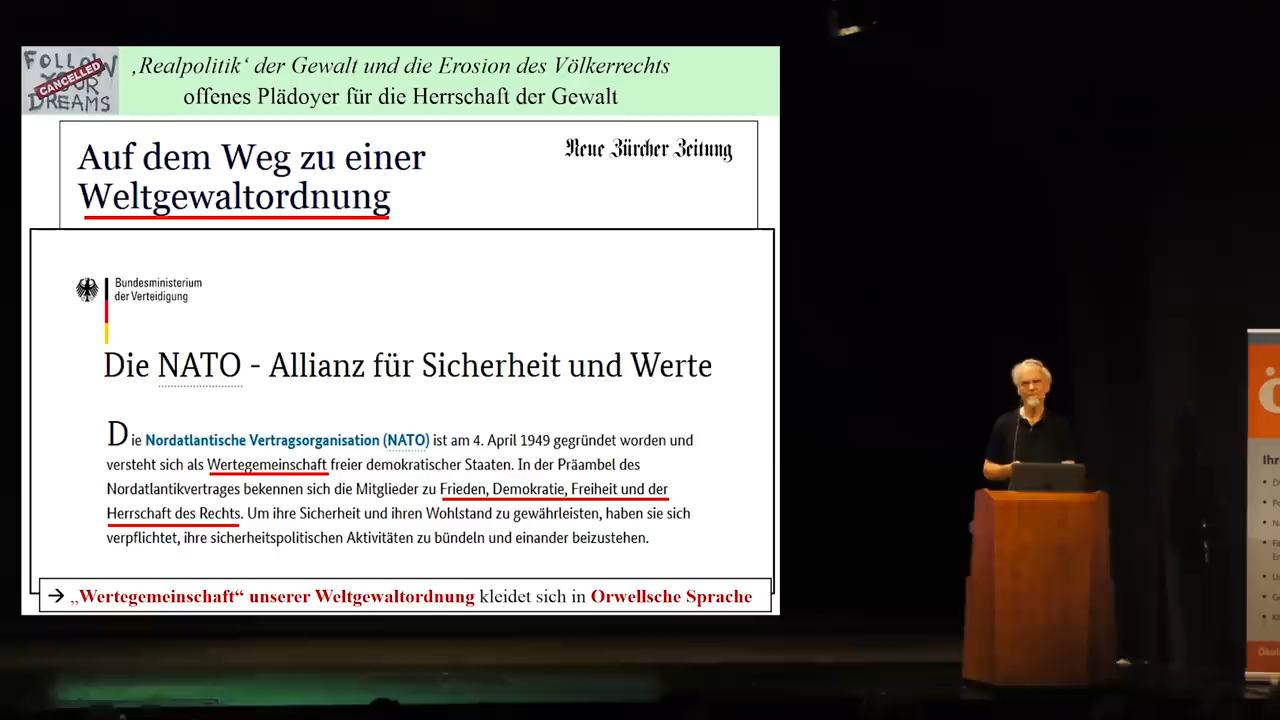 FOLLOW
YOUR
DREAMS
CANCELLED
‚Realpolitik‘ der Gewalt und die Erosion des Völkerrechts
offenes Plädoyer für die Herrschaft der Gewalt
Auf dem Weg zu einer
Weltgewaltordnung
Neue Zürcher Zeitung
Bundesministerium
der Verteidigung
Die NATO - Allianz für Sicherheit und Werte
Die Nordatlantische Vertragsorganisation (NATO) ist am 4. April 1949 gegründet worden und
versteht sich als Wertegemeinschaft freier demokratischer Staaten. In der Präambel des
Nordatlantikvertrages bekennen sich die Mitglieder zu Frieden, Demokratie, Freiheit und der
Herrschaft des Rechts. Um ihre Sicherheit und ihren Wohlstand zu gewährleisten, haben sie sich
verpflichtet, ihre sicherheitspolitischen Aktivitäten zu bündeln und einander beizustehen.
→ „Wertegemeinschaft“ unserer Weltgewaltordnung kleidet sich in Orwellsche Sprache
ö
Ihr